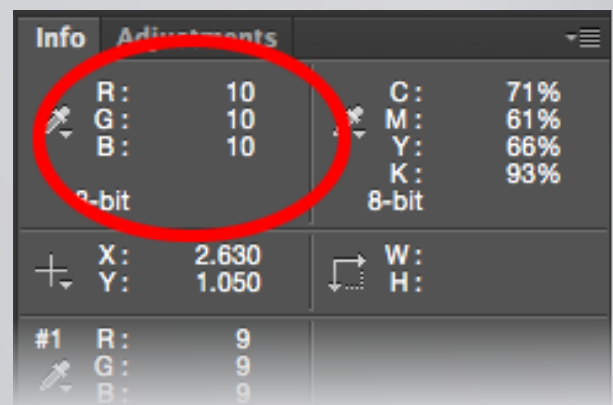 Info Adjustments
R: 10 C: 71%
G: 10 M: 61%
B: 10 Y: 66%
K: 93%
8-bit 8-bit
X: 2.630 W:
Y: 1.050 H:
#1 R: 9
G: 9
B: 9